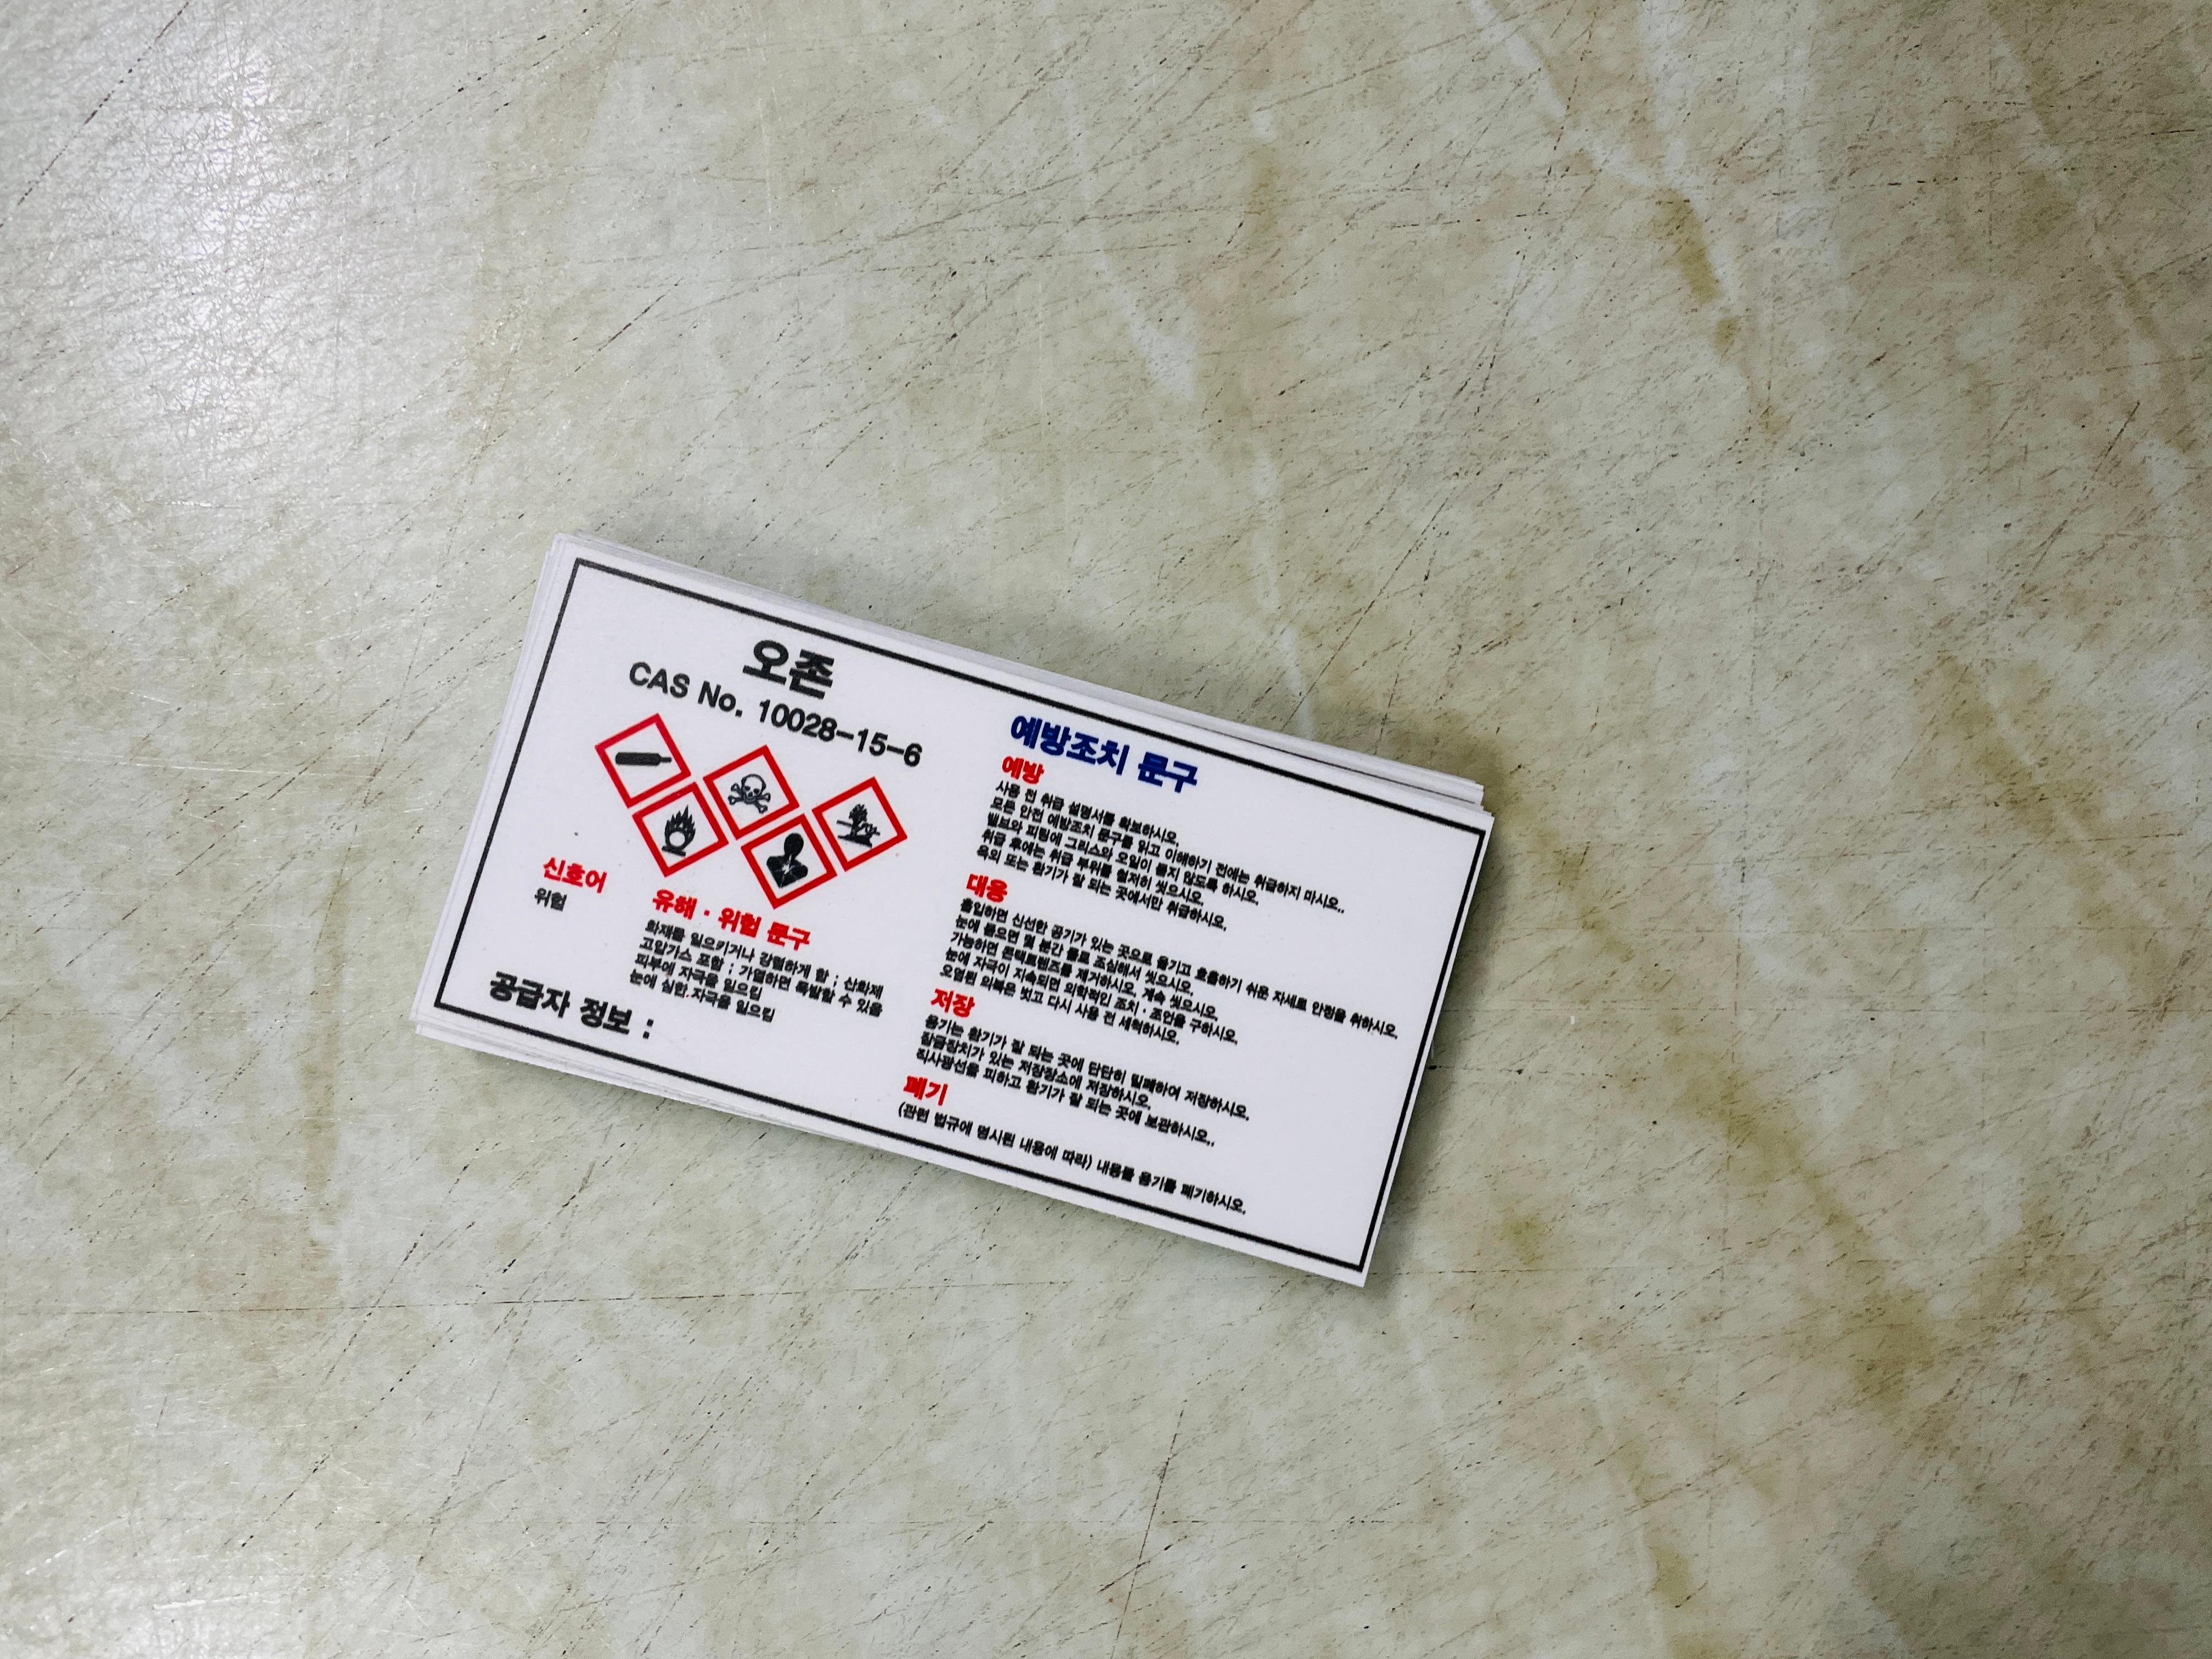 오존
CAS No. 10028-15-6
신호어
위험
유해 · 위험 문구
화재를 일으키거나 강렬하게 함 ; 산화제
고압가스 포함 ; 가열하면 폭발할 수 있음
피부에 자극을 일으킴
눈에 심한 자극을 일으킴
공급자 정보 :
예방조치 문구
예방
사용 전 취급 설명서를 확보하시오.
모든 안전 예방조치 문구를 읽고 이해하기 전에는 취급하지 마시오..
밸브와 피팅에 그리스와 오일이 묻지 않도록 하시오.
취급 후에는 취급 부위를 철저히 씻으시오.
옥외 또는 환기가 잘 되는 곳에서만 취급하시오.
대응
흡입하면 신선한 공기가 있는 곳으로 옮기고 호흡하기 쉬운 자세로 안정을 취하시오.
눈에 묻으면 몇 분간 물로 조심해서 씻으시오.
가능하면 콘택트렌즈를 제거하시오. 계속 씻으시오.
눈에 자극이 지속되면 의학적인 조치 · 조언을 구하시오.
오염된 의복은 벗고 다시 사용 전 세척하시오.
저장
용기는 환기가 잘 되는 곳에 단단히 밀폐하여 저장하시오.
잠금장치가 있는 저장장소에 저장하시오.
직사광선을 피하고 환기가 잘 되는 곳에 보관하시오..
폐기
(관련 법규에 명시된 내용에 따라) 내용물 용기를 폐기하시오.